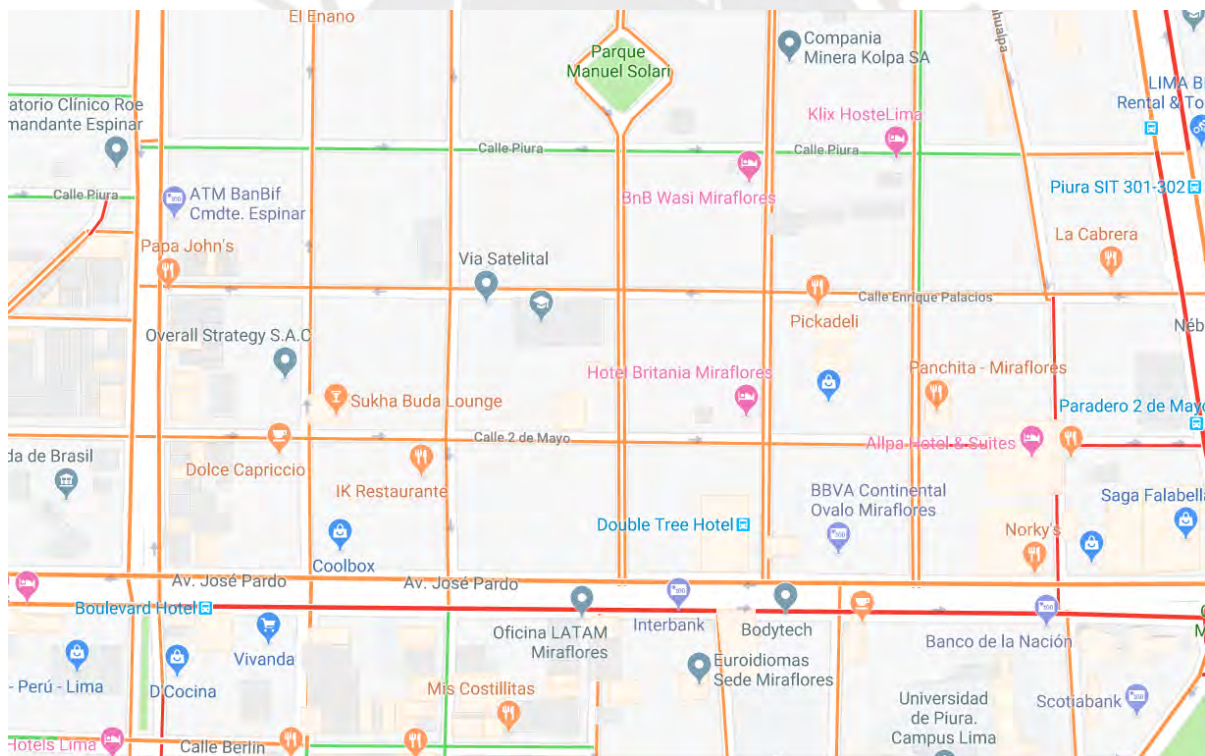 El Enano
Parque
Manuel Solari
Compania
Minera Kolpa SA
LIMA B
Rental & To
atorio Clínico Roe
mandante Espinar
Klix HosteLima
Calle Piura
Calle Piura
Calle Piura
ATM BanBif
Cmdte. Espinar
BnB Wasi Miraflores
Piura SIT 301-302
Papa John's
Via Satelital
La Cabrera
Calle Enrique Palacios
Overall Strategy S.A.C
Pickadeli
Néb
Hotel Britania Miraflores
Panchita - Miraflores
Sukha Buda Lounge
Paradero 2 de Mayo
Calle 2 de Mayo
Allpa Hotel & Suites
da de Brasil
Dolce Capriccio
IK Restaurante
BBVA Continental
Ovalo Miraflores
Saga Falabella
Double Tree Hotel
Norky's
Coolbox
Av. José Pardo
Av. José Pardo
Boulevard Hotel
Oficina LATAM
Miraflores
Interbank
Bodytech
Banco de la Nación
Vivanda
Euroidiomas
Sede Miraflores
- Perú - Lima
D'Cocina
Mis Costillitas
Universidad
de Piura.
Campus Lima
Scotiabank
Hotels Lima
Calle Berlin